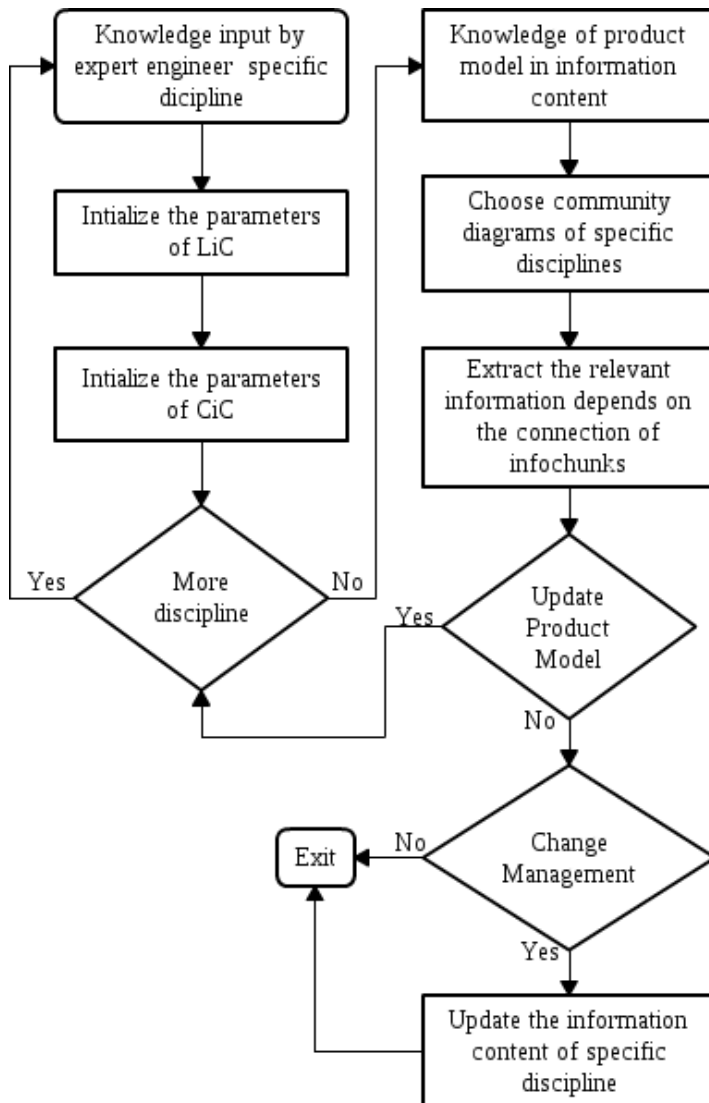 Knowledge input by
expert engineer specific
dicipline
Intialize the parameters
of LiC
Intialize the parameters
of CiC
More
discipline
Yes
No
Knowledge of product
model in information
content
Choose community
diagrams of specific
disciplines
Extract the relevant
information depends on
the connection of
infochunks
Update
Product
Model
Yes
No
Change
Management
No
Yes
Exit
Update the information
content of specific
discipline